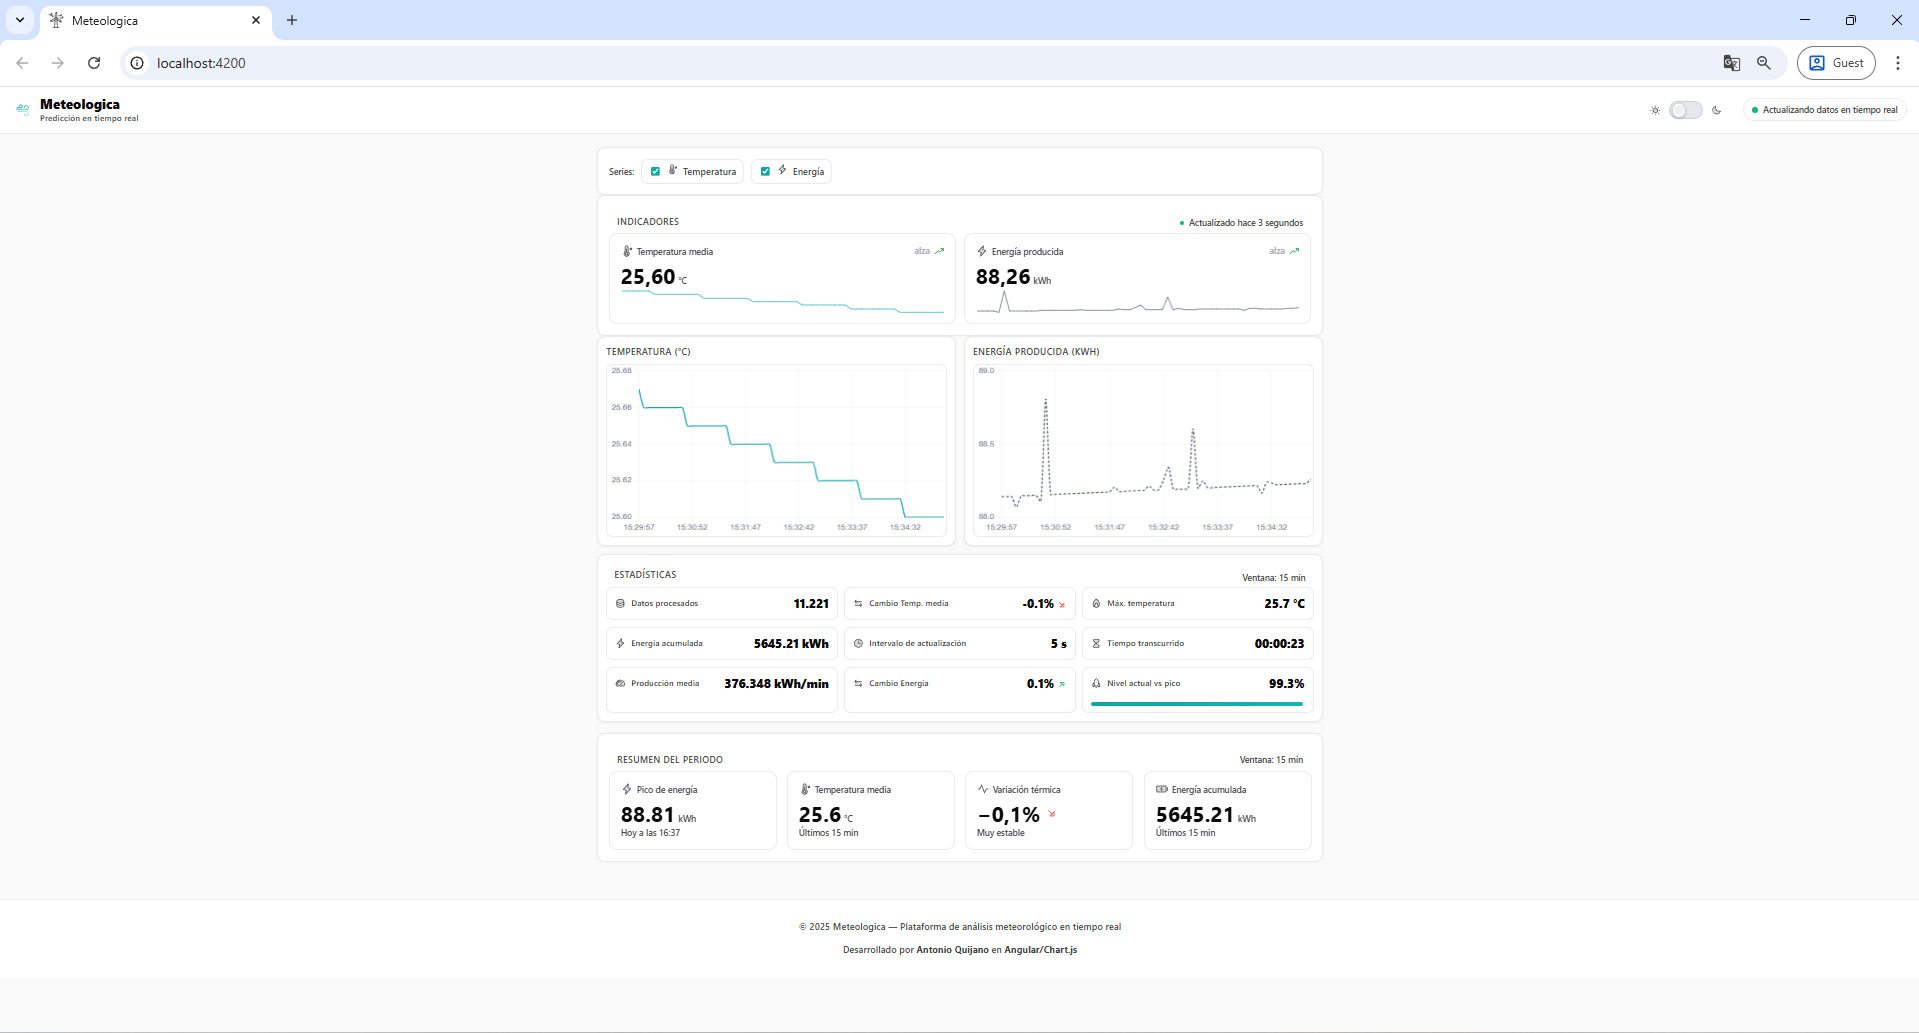 Meteologica
localhost:4200
Guest
Meteologica
Predicción en tiempo real
Actualizando datos en tiempo real
Series:
Temperatura
Energía
INDICADORES
Actualizado hace 3 segundos
Temperatura media
alza
25,60 °C
Energía producida
alza
88,26 kWh
TEMPERATURA (°C)
25.68
25.66
25.64
25.62
25.60
15:29:57 15:30:52 15:31:47 15:32:42 15:33:37 15:34:32
ENERGÍA PRODUCIDA (KWH)
89.0
88.5
88.0
15:29:57 15:30:52 15:31:47 15:32:42 15:33:37 15:34:32
ESTADÍSTICAS
Ventana: 15 min
Datos procesados 11.221
Cambio Temp. media -0.1%
Máx. temperatura 25.7 °C
Energía acumulada 5645.21 kWh
Intervalo de actualización 5 s
Tiempo transcurrido 00:00:23
Producción media 376.348 kWh/min
Cambio Energía 0.1%
Nivel actual vs pico 99.3%
RESUMEN DEL PERIODO
Ventana: 15 min
Pico de energía
88.81 kWh
Hoy a las 16:37
Temperatura media
25.6 °C
Últimos 15 min
Variación térmica
−0,1%
Muy estable
Energía acumulada
5645.21 kWh
Últimos 15 min
© 2025 Meteologica — Plataforma de análisis meteorológico en tiempo real
Desarrollado por Antonio Quijano en Angular/Chart.js